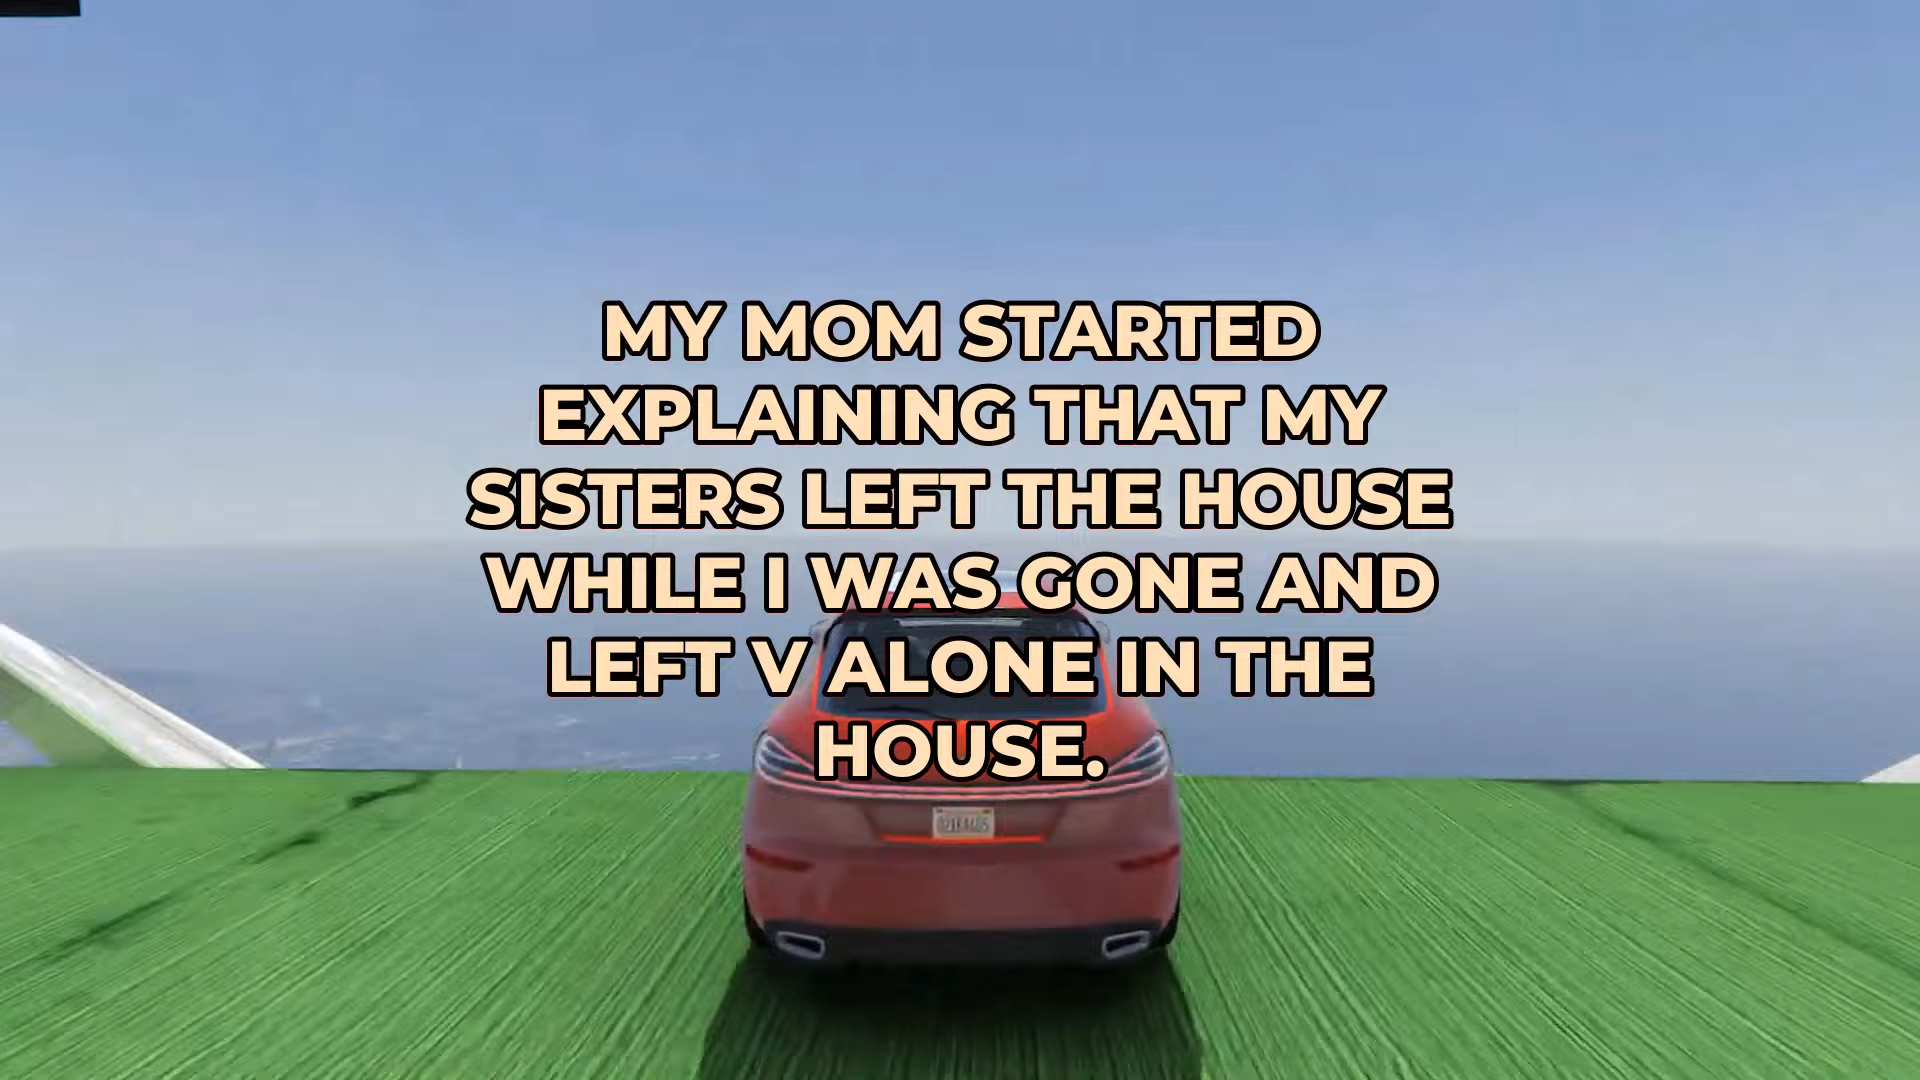 MY MOM STARTED
EXPLAINING THAT MY
SISTERS LEFT THE HOUSE
WHILE I WAS GONE AND
LEFT V ALONE IN THE
HOUSE.